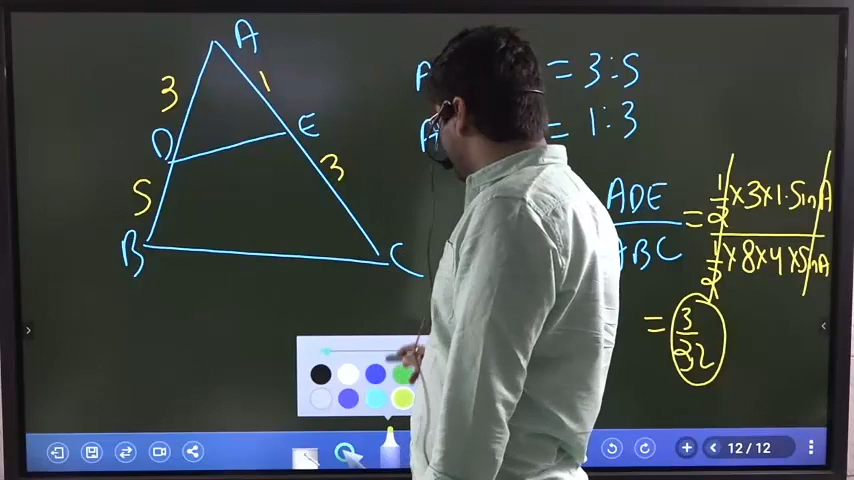 A
3
1
D
E
5
3
B
C
A = 3:5
A = 1:3
ADE = 1/2 × 3 × 1 · Sin A
BC 1/2 × 8 × 4 × Sin A
= 3/32
12/12